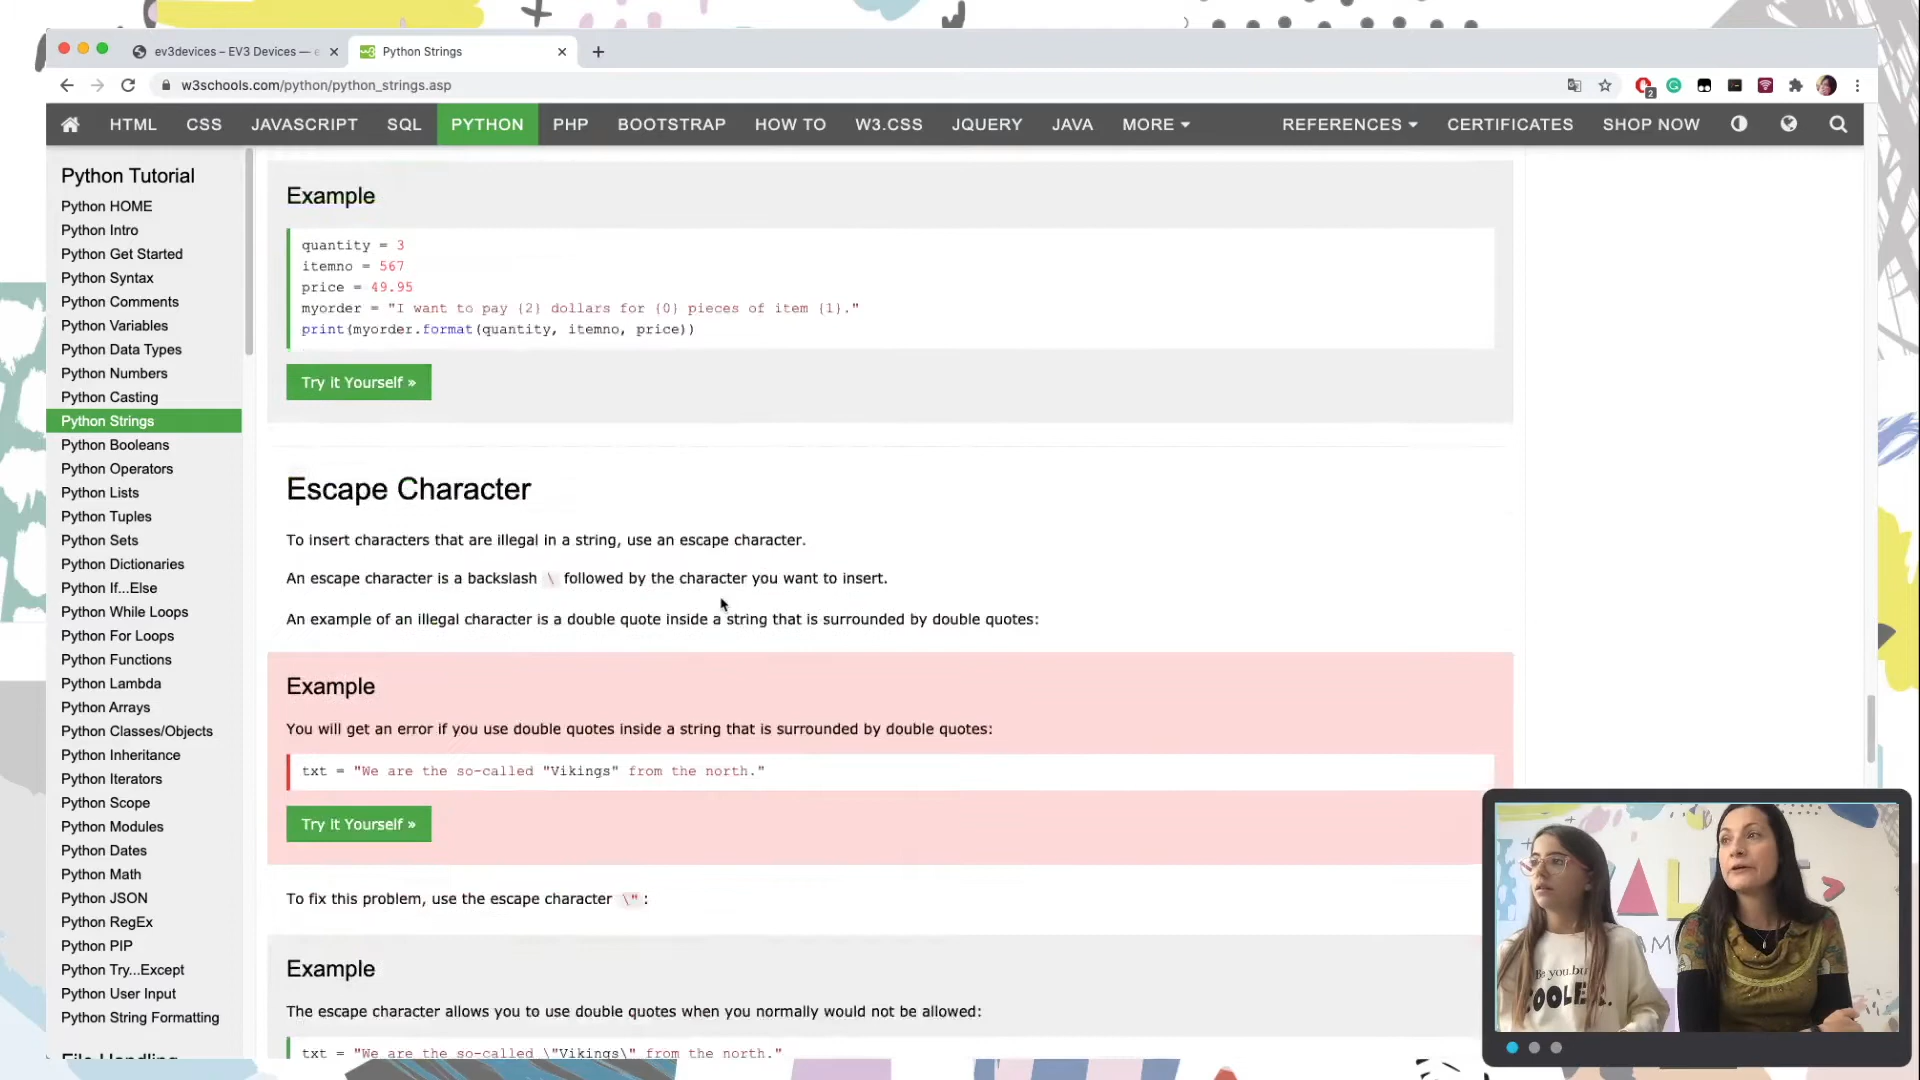 ev3devices – EV3 Devices — e
Python Strings
w3schools.com/python/python_strings.asp
2
HTML CSS JAVASCRIPT SQL PYTHON PHP BOOTSTRAP HOW TO W3.CSS JQUERY JAVA MORE REFERENCES CERTIFICATES SHOP NOW
Python Tutorial
Python HOME
Python Intro
Python Get Started
Python Syntax
Python Comments
Python Variables
Python Data Types
Python Numbers
Python Casting
Python Strings
Python Booleans
Python Operators
Python Lists
Python Tuples
Python Sets
Python Dictionaries
Python If...Else
Python While Loops
Python For Loops
Python Functions
Python Lambda
Python Arrays
Python Classes/Objects
Python Inheritance
Python Iterators
Python Scope
Python Modules
Python Dates
Python Math
Python JSON
Python RegEx
Python PIP
Python Try...Except
Python User Input
Python String Formatting
File Handling
Example
quantity = 3
itemno = 567
price = 49.95
myorder = "I want to pay {2} dollars for {0} pieces of item {1}."
print(myorder.format(quantity, itemno, price))
Try it Yourself »
Escape Character
To insert characters that are illegal in a string, use an escape character.
An escape character is a backslash \ followed by the character you want to insert.
An example of an illegal character is a double quote inside a string that is surrounded by double quotes:
Example
You will get an error if you use double quotes inside a string that is surrounded by double quotes:
txt = "We are the so-called "Vikings" from the north."
Try it Yourself »
To fix this problem, use the escape character \":
Example
The escape character allows you to use double quotes when you normally would not be allowed:
txt = "We are the so-called \"Vikings\" from the north."